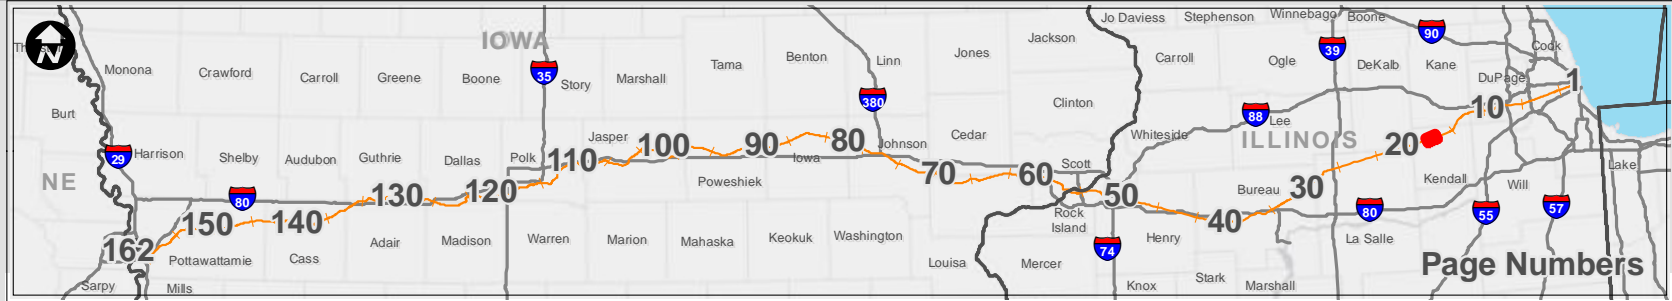 Jo Daviess Stephenson Winnebago Boone
IOWA
Jackson
90
Cock
39
Th
N
Monona
Crawford
Carroll
Greene
Boone
35
Story
Marshall
Tama
Benton
Linn
Jones
Carroll
Ogle
DeKalb
Kane
DuPage
1
Burt
380
Clinton
88
Lee
10
Whiteside
ILLINOIS
20
29
Harrison
Shelby
Audubon
Guthrie
Dallas
Polk
110
Jasper
100
90
Iowa
80
Johnson
Cedar
Scott
Lake
NE
80
130
120
Poweshiek
70
60
50
Bureau
30
Kendall
Will
162
150
140
Adair
Madison
Warren
Marion
Mahaska
Keokuk
Washington
Rock
Island
74
Henry
40
80
La Salle
55
57
Pottawattamie
Cass
Louisa
Mercer
Stark
Page Numbers
Sarpy
Mills
Knox
Marshall